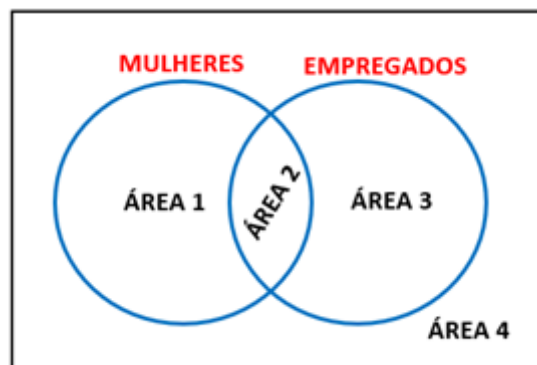 MULHERES EMPREGADOS
ÁREA 1 ÁREA 2 ÁREA 3
ÁREA 4